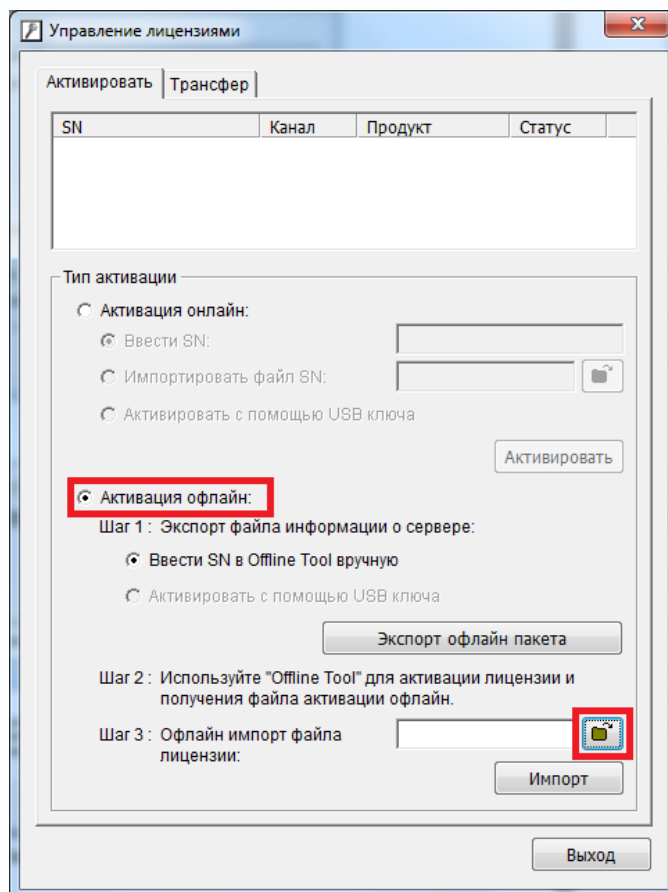 Управление лицензиями
Активировать Трансфер
SN Канал Продукт Статус
Тип активации
Активация онлайн:
Ввести SN:
Импортировать файл SN:
Активировать с помощью USB ключа
Активировать
Активация офлайн:
Шаг 1 : Экспорт файла информации о сервере:
Ввести SN в Offline Tool вручную
Активировать с помощью USB ключа
Экспорт офлайн пакета
Шаг 2 : Используйте "Offline Tool" для активации лицензии и
получения файла активации офлайн.
Шаг 3 : Офлайн импорт файла
лицензии:
Импорт
Выход